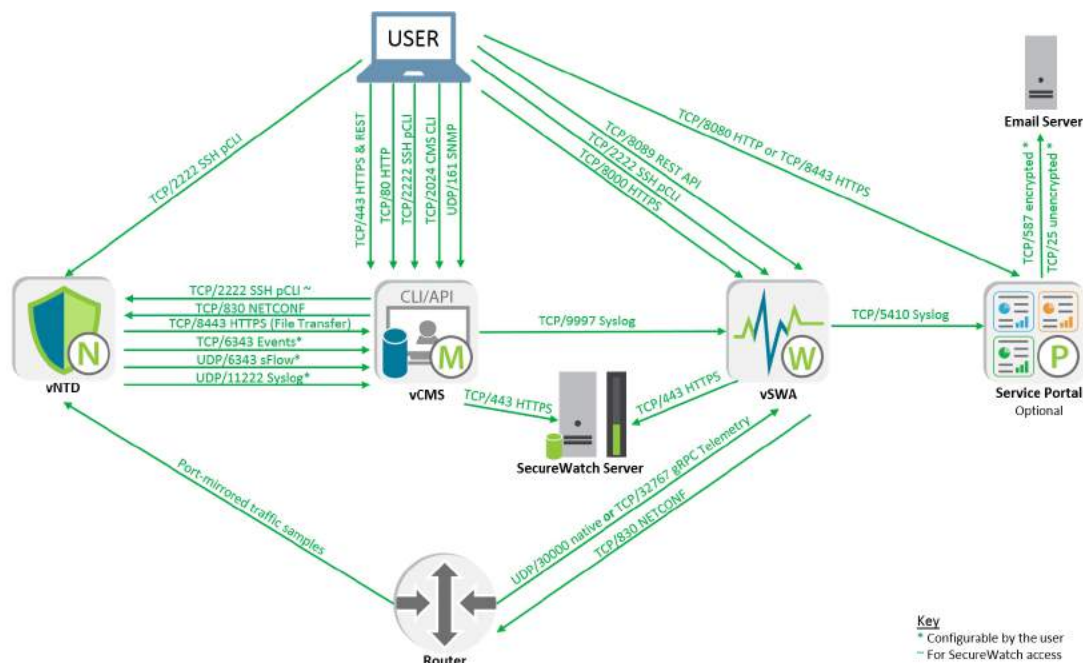 USER
Email Server
TCP/2222 SSH pCLI
TCP/443 HTTPS & REST
TCP/80 HTTP
TCP/2222 SSH pCLI
TCP/2024 CMS CLI
UDP/161 SNMP
TCP/8089 REST API
TCP/2222 SSH pCLI
TCP/8000 HTTPS
TCP/8080 HTTP or TCP/8443 HTTPS
TCP/587 encrypted *
TCP/25 unencrypted *
TCP/2222 SSH pCLI ~
TCP/830 NETCONF
TCP/8443 HTTPS (File Transfer)
TCP/6343 Events*
UDP/6343 sFlow*
UDP/11222 Syslog*
N
vNTD
CLI/API
M
vCMS
TCP/9997 Syslog
W
vSWA
TCP/5410 Syslog
P
Service Portal
Optional
TCP/443 HTTPS
TCP/443 HTTPS
SecureWatch Server
Port-mirrored traffic samples
UDP/30000 native or TCP/32767 gRPC Telemetry
TCP/830 NETCONF
Router
Key
* Configurable by the user
~ For SecureWatch access